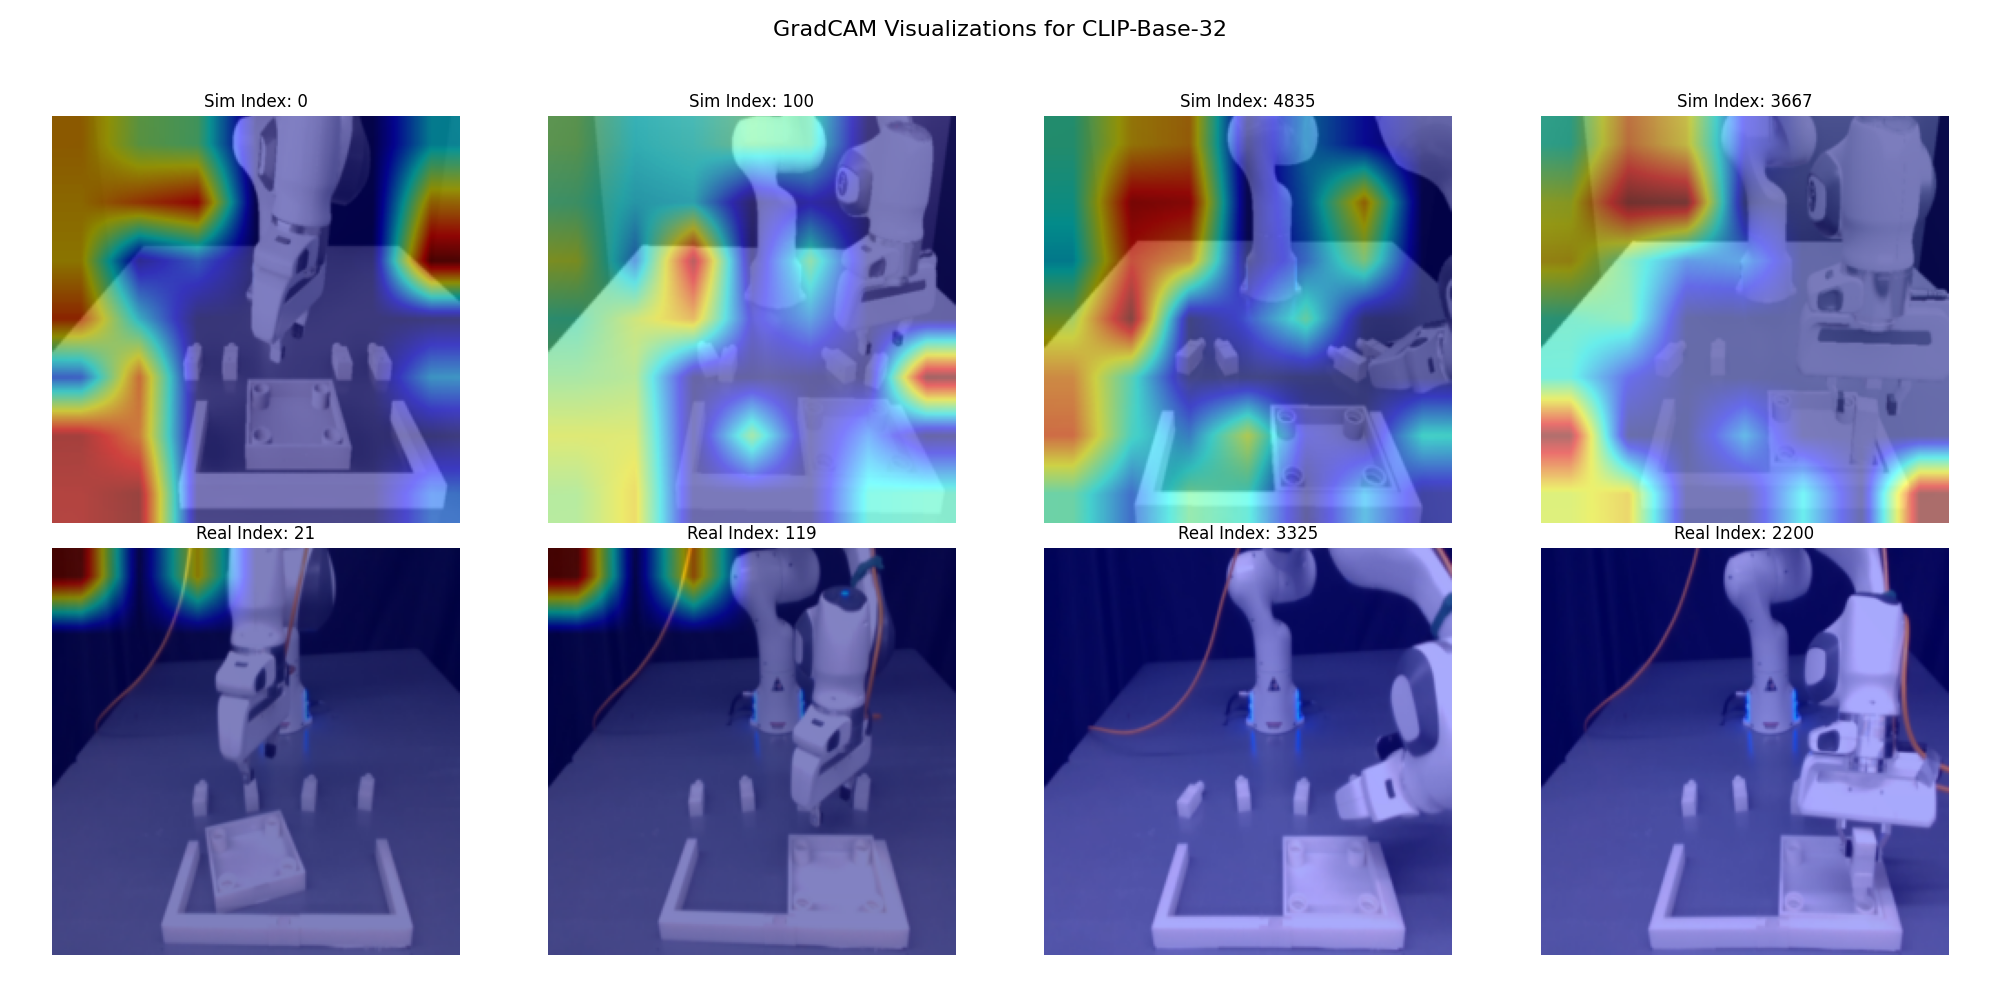 GradCAM Visualizations for CLIP-Base-32
Sim Index: 0
Sim Index: 100
Sim Index: 4835
Sim Index: 3667
Real Index: 21
Real Index: 119
Real Index: 3325
Real Index: 2200